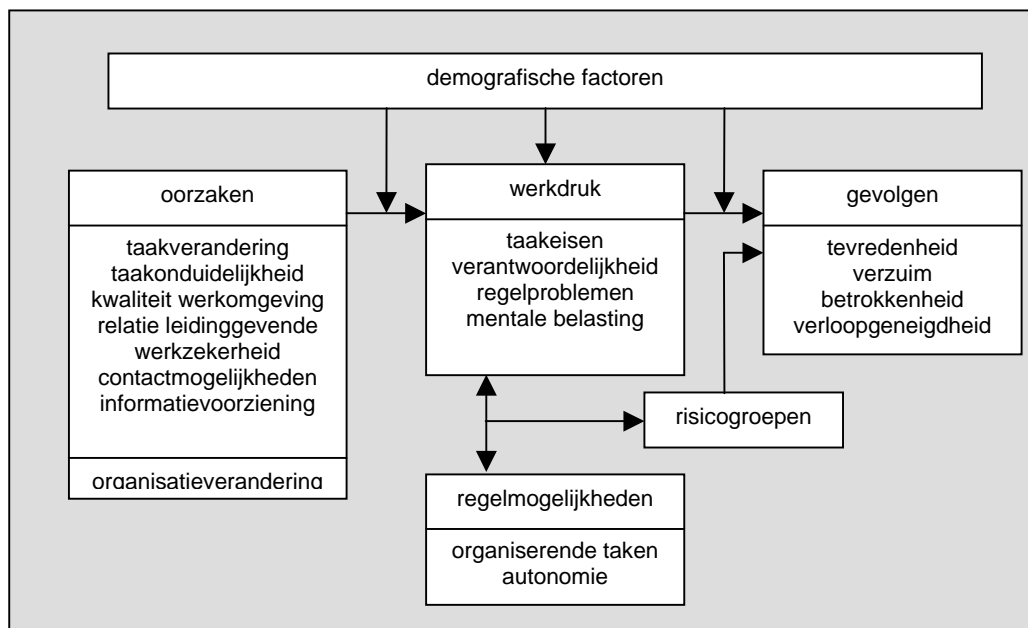 demografische factoren
oorzaken
taakverandering
taakonduidelijkheid
kwaliteit werkomgeving
relatie leidinggevende
werkzekerheid
contactmogelijkheden
informatievoorziening
organisatieverandering
werkdruk
taakeisen
verantwoordelijkheid
regelproblemen
mentale belasting
gevolgen
tevredenheid
verzuim
betrokkenheid
verloopgeneigdheid
risicogroepen
regelmogelijkheden
organiserende taken
autonomie